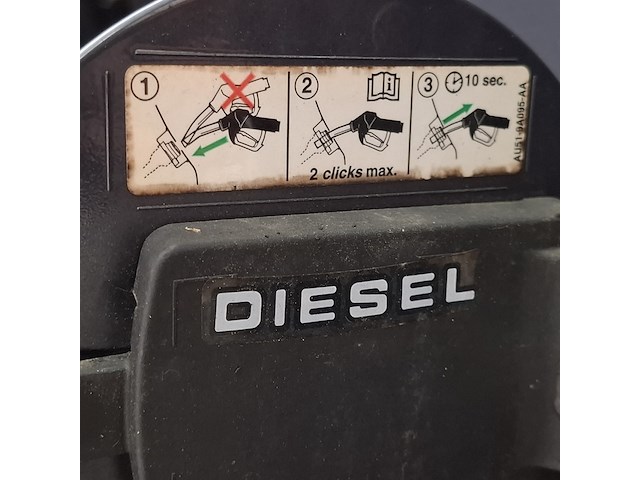 1
2
3
10 sec.
2 clicks max.
AU51-9A095-AA
DIESEL